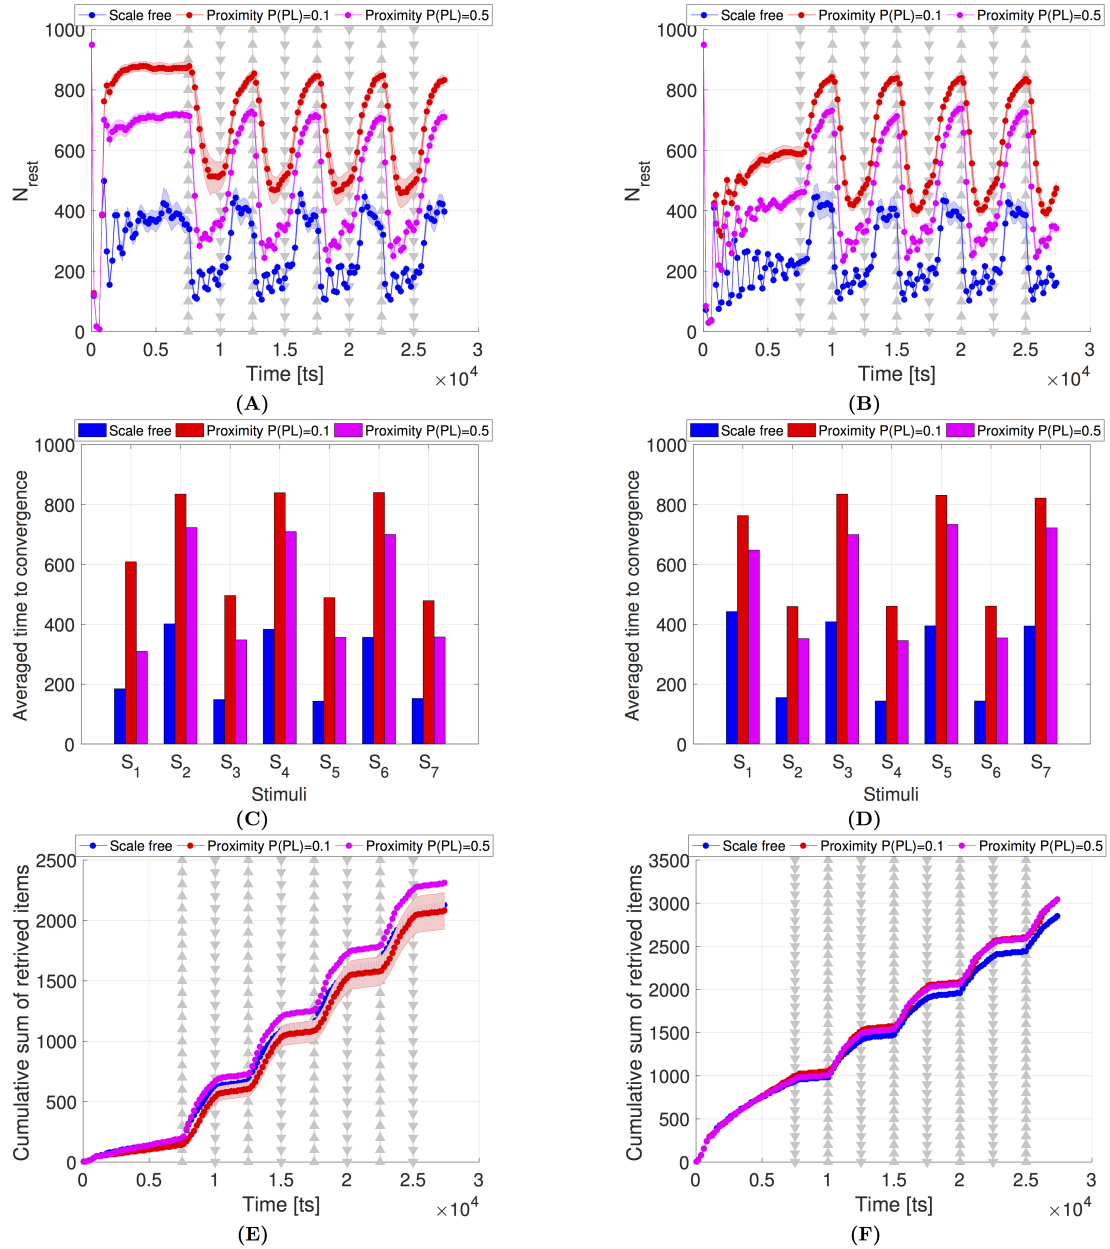 Scale free Proximity P(PL)=0.1 Proximity P(PL)=0.5
1000
800
600
400
200
0
N_rest
0 0.5 1 1.5 2 2.5 3
Time [ts]
×10^4
(A)
Scale free Proximity P(PL)=0.1 Proximity P(PL)=0.5
1000
800
600
400
200
0
N_rest
0 0.5 1 1.5 2 2.5 3
Time [ts]
×10^4
(B)
Scale free Proximity P(PL)=0.1 Proximity P(PL)=0.5
1000
800
600
400
200
0
Averaged time to convergence
S_1 S_2 S_3 S_4 S_5 S_6 S_7
Stimuli
(C)
Scale free Proximity P(PL)=0.1 Proximity P(PL)=0.5
1000
800
600
400
200
0
Averaged time to convergence
S_1 S_2 S_3 S_4 S_5 S_6 S_7
Stimuli
(D)
Scale free Proximity P(PL)=0.1 Proximity P(PL)=0.5
2500
2000
1500
1000
500
0
Cumulative sum of retrived items
0 0.5 1 1.5 2 2.5 3
Time [ts]
×10^4
(E)
Scale free Proximity P(PL)=0.1 Proximity P(PL)=0.5
3500
3000
2500
2000
1500
1000
500
0
Cumulative sum of retrived items
0 0.5 1 1.5 2 2.5 3
Time [ts]
×10^4
(F)